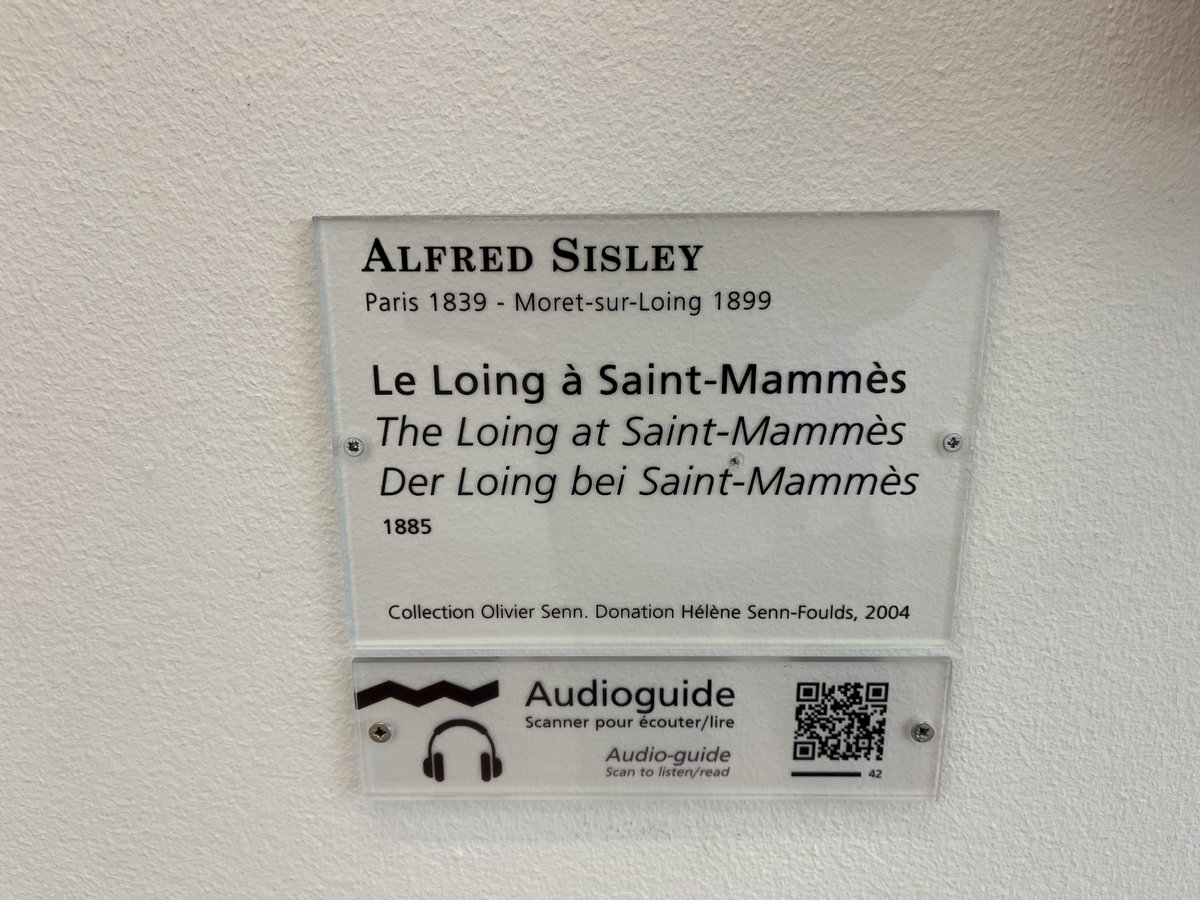 ALFRED SISLEY
Paris 1839 - Moret-sur-Loing 1899
Le Loing à Saint-Mammès
The Loing at Saint-Mammès
Der Loing bei Saint-Mammès
1885
Collection Olivier Senn. Donation Hélène Senn-Foulds, 2004
Audioguide
Scanner pour écouter/lire
Audio-guide
Scan to listen/read
42